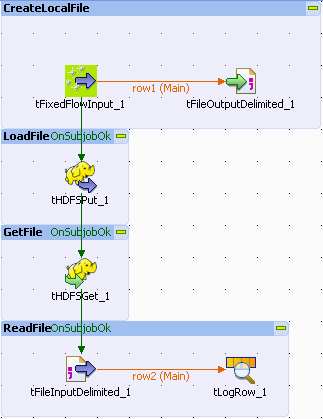 CreateLocalFile
row1 (Main)
tFixedFlowInput_1
tFileOutputDelimited_1
LoadFile
OnSubjobOk
tHDFSPut_1
GetFile
OnSubjobOk
tHDFSGet_1
ReadFile
OnSubjobOk
row2 (Main)
tFileInputDelimited_1
tLogRow_1